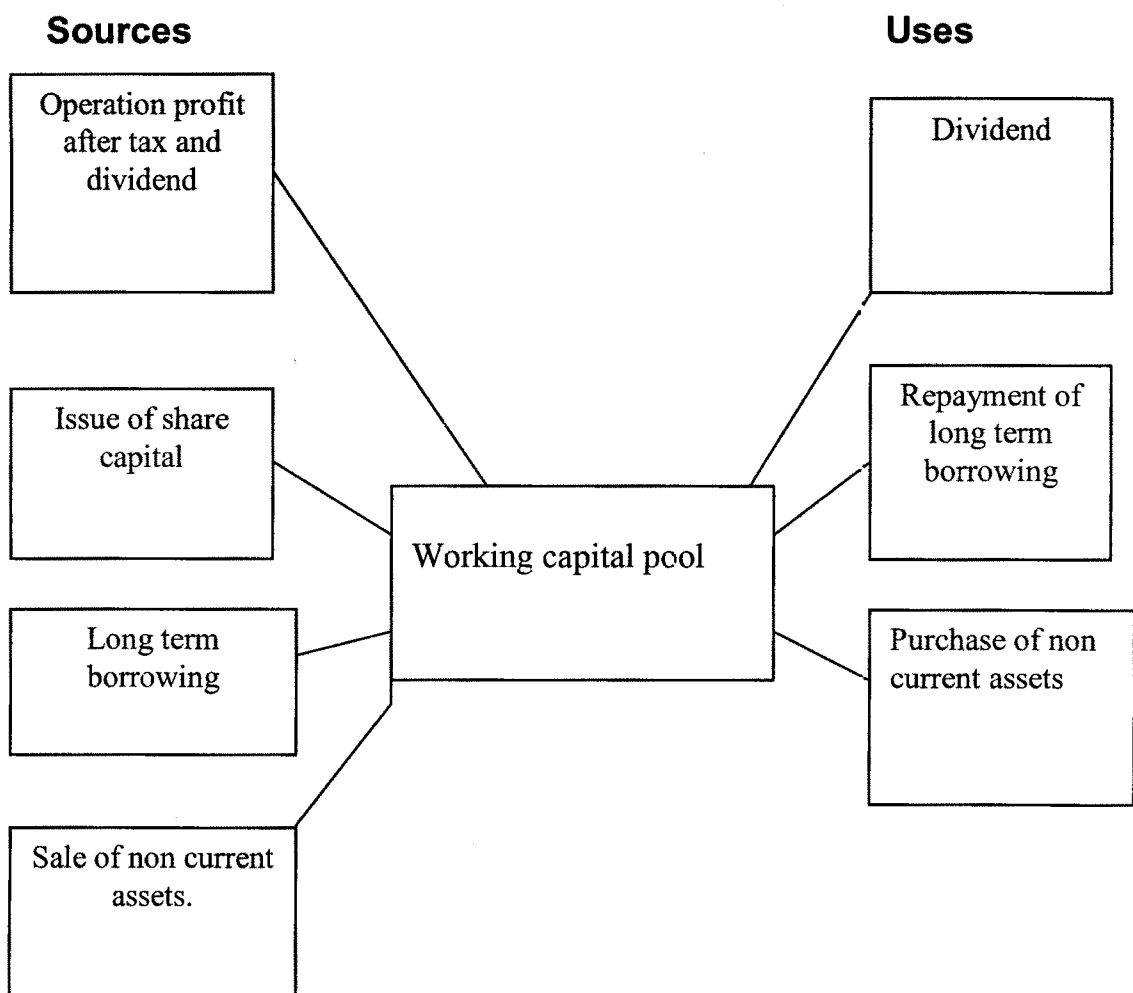 Sources
Uses
Operation profit
after tax and
dividend
Dividend
Issue of share
capital
Repayment of
long term
borrowing
Working capital pool
Long term
borrowing
Purchase of non
current assets
Sale of non current
assets.